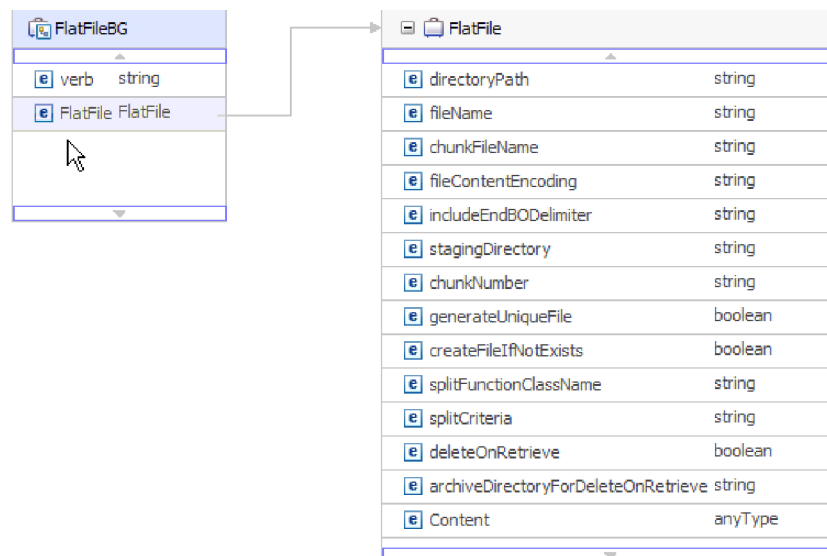 FlatFileBG
verb string
FlatFile FlatFile
FlatFile
directoryPath string
fileName string
chunkFileName string
fileContentEncoding string
includeEndBODelimiter string
stagingDirectory string
chunkNumber string
generateUniqueFile boolean
createFileIfNotExists boolean
splitFunctionClassName string
splitCriteria string
deleteOnRetrieve boolean
archiveDirectoryForDeleteOnRetrieve string
Content anyType